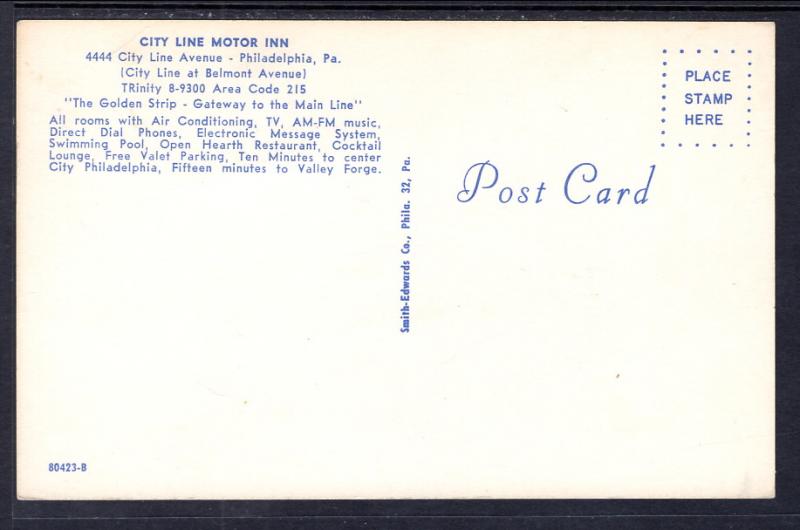 CITY LINE MOTOR INN
4444 City Line Avenue - Philadelphia, Pa.
(City Line at Belmont Avenue)
TRinity 8-9300 Area Code 215
"The Golden Strip - Gateway to the Main Line"
All rooms with Air Conditioning, TV, AM-FM music,
Direct Dial Phones, Electronic Message System,
Swimming Pool, Open Hearth Restaurant, Cocktail
Lounge, Free Valet Parking, Ten Minutes to center
City Philadelphia, Fifteen minutes to Valley Forge.
PLACE
STAMP
HERE
Post Card
Smith-Edwards Co., Phila. 32, Pa.
80423-B